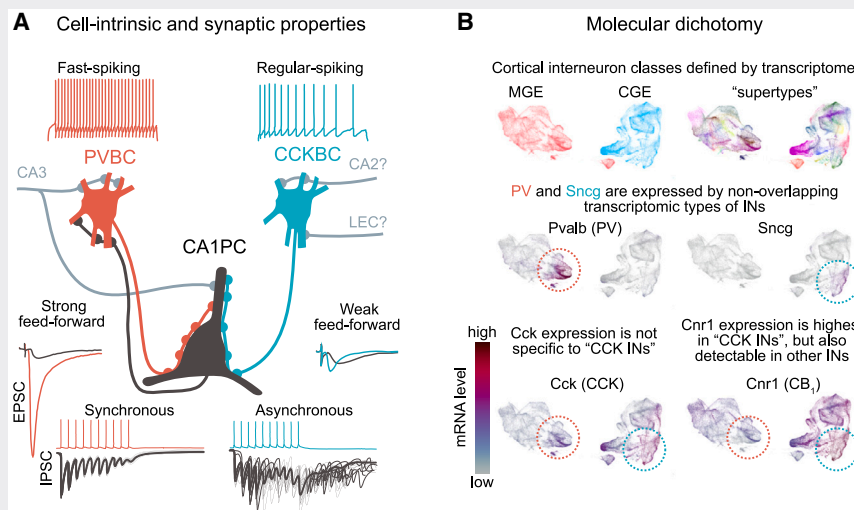 A Cell-intrinsic and synaptic properties
Fast-spiking
Regular-spiking
PVBC
CCKBC
CA3
CA2?
LEC?
CA1PC
Strong
feed-forward
Weak
feed-forward
EPSC
Synchronous
Asynchronous
IPSC
B Molecular dichotomy
Cortical interneuron classes defined by transcriptome
MGE CGE “supertypes”
PV and Sncg are expressed by non-overlapping
transcriptomic types of INs
Pvalb (PV) Sncg
high
mRNA level
low
Cck expression is not
specific to “CCK INs”
Cnr1 expression is highes
in “CCK INs”, but also
detectable in other INs
Cck (CCK) Cnr1 (CB₁)